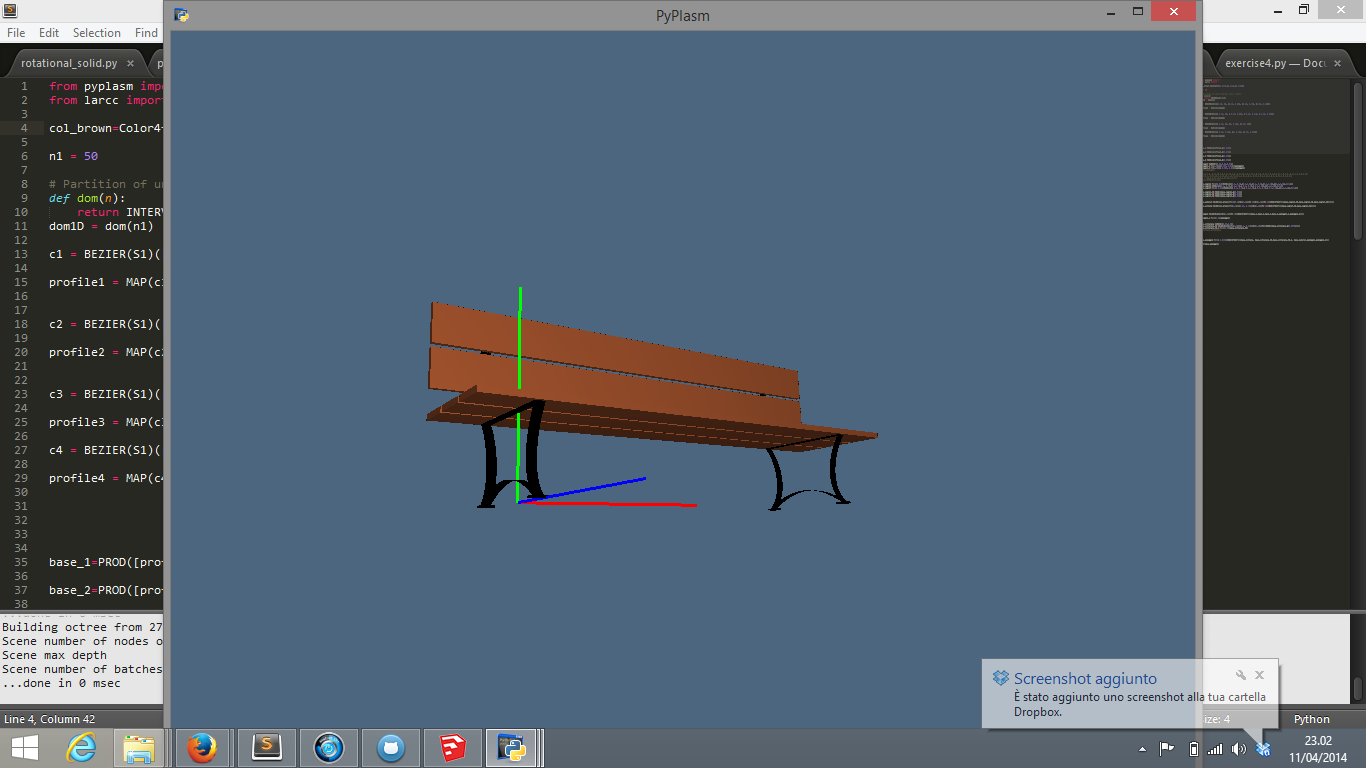 PyPlasm
File Edit Selection Find
rotational_solid.py
exercise4.py — Docu
1 from pyplasm impo
2 from larcc import
3
4 col_brown=Color4
5
6 n1 = 50
7
8 # Partition of un
9 def dom(n):
10 return INTERV
11 dom1D = dom(n1)
12
13 c1 = BEZIER(S1)(
14
15 profile1 = MAP(c1
16
17
18 c2 = BEZIER(S1)(
19
20 profile2 = MAP(c2
21
22
23 c3 = BEZIER(S1)(
24
25 profile3 = MAP(c3
26
27 c4 = BEZIER(S1)(
28
29 profile4 = MAP(c4
30
31
32
33
34
35 base_1=PROD([pro
36
37 base_2=PROD([pro
38
Building octree from 27
Scene number of nodes o
Scene max depth
Scene number of batches
...done in 0 msec
Screenshot aggiunto
È stato aggiunto uno screenshot alla tua cartella
Dropbox.
Line 4, Column 42
ize: 4
Python
23.02
11/04/2014